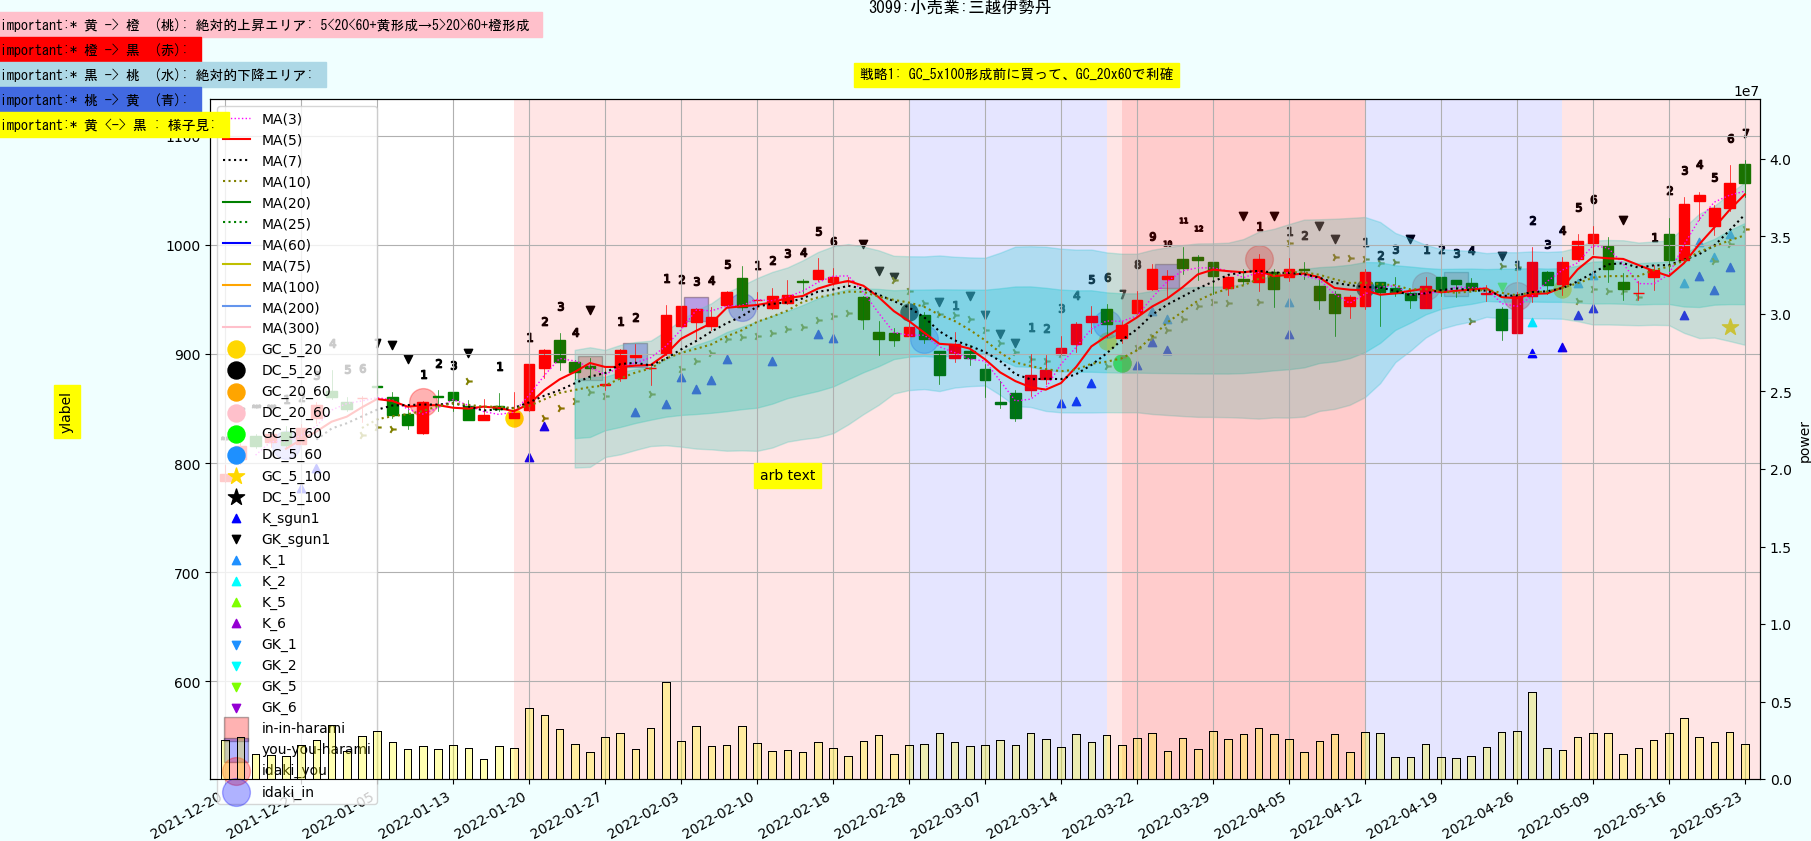 3099:小売業:三越伊勢丹
important:* 黄 -> 橙 (桃): 絶対的上昇エリア: 5<20<60+黄形成→5>20>60+橙形成
important:* 橙 -> 黒 (赤):
important:* 黒 -> 桃 (水): 絶対的下降エリア:
戦略1: GC_5x100形成前に買って、GC_20x60で利確
important:* 桃 -> 黄 (青):
important:* 黄 <-> 黒 : 様子見:
1e7
MA(3)
MA(5)
MA(7)
MA(10)
MA(20)
MA(25)
MA(60)
MA(75)
MA(100)
MA(200)
MA(300)
GC_5_20
DC_5_20
GC_20_60
CC_20_60
GC_5_60
DC_5_60
GC_5_100
DC_5_100
K_sgun1
GK_sgun1
K_1
K_2
K_5
K_6
GK_1
GK_2
GK_5
GK_6
in-in-harami
you-you-harami
idaki_you
idaki_in
1100
1000
900
800
700
600
ylabel
arb text
4.0
3.5
3.0
2.5
2.0
1.5
1.0
0.5
0.0
power
2021-12-20
2022-01-05
2022-01-13
2022-01-20
2022-01-27
2022-02-03
2022-02-10
2022-02-18
2022-02-28
2022-03-07
2022-03-14
2022-03-22
2022-03-29
2022-04-05
2022-04-12
2022-04-19
2022-04-26
2022-05-09
2022-05-16
2022-05-23